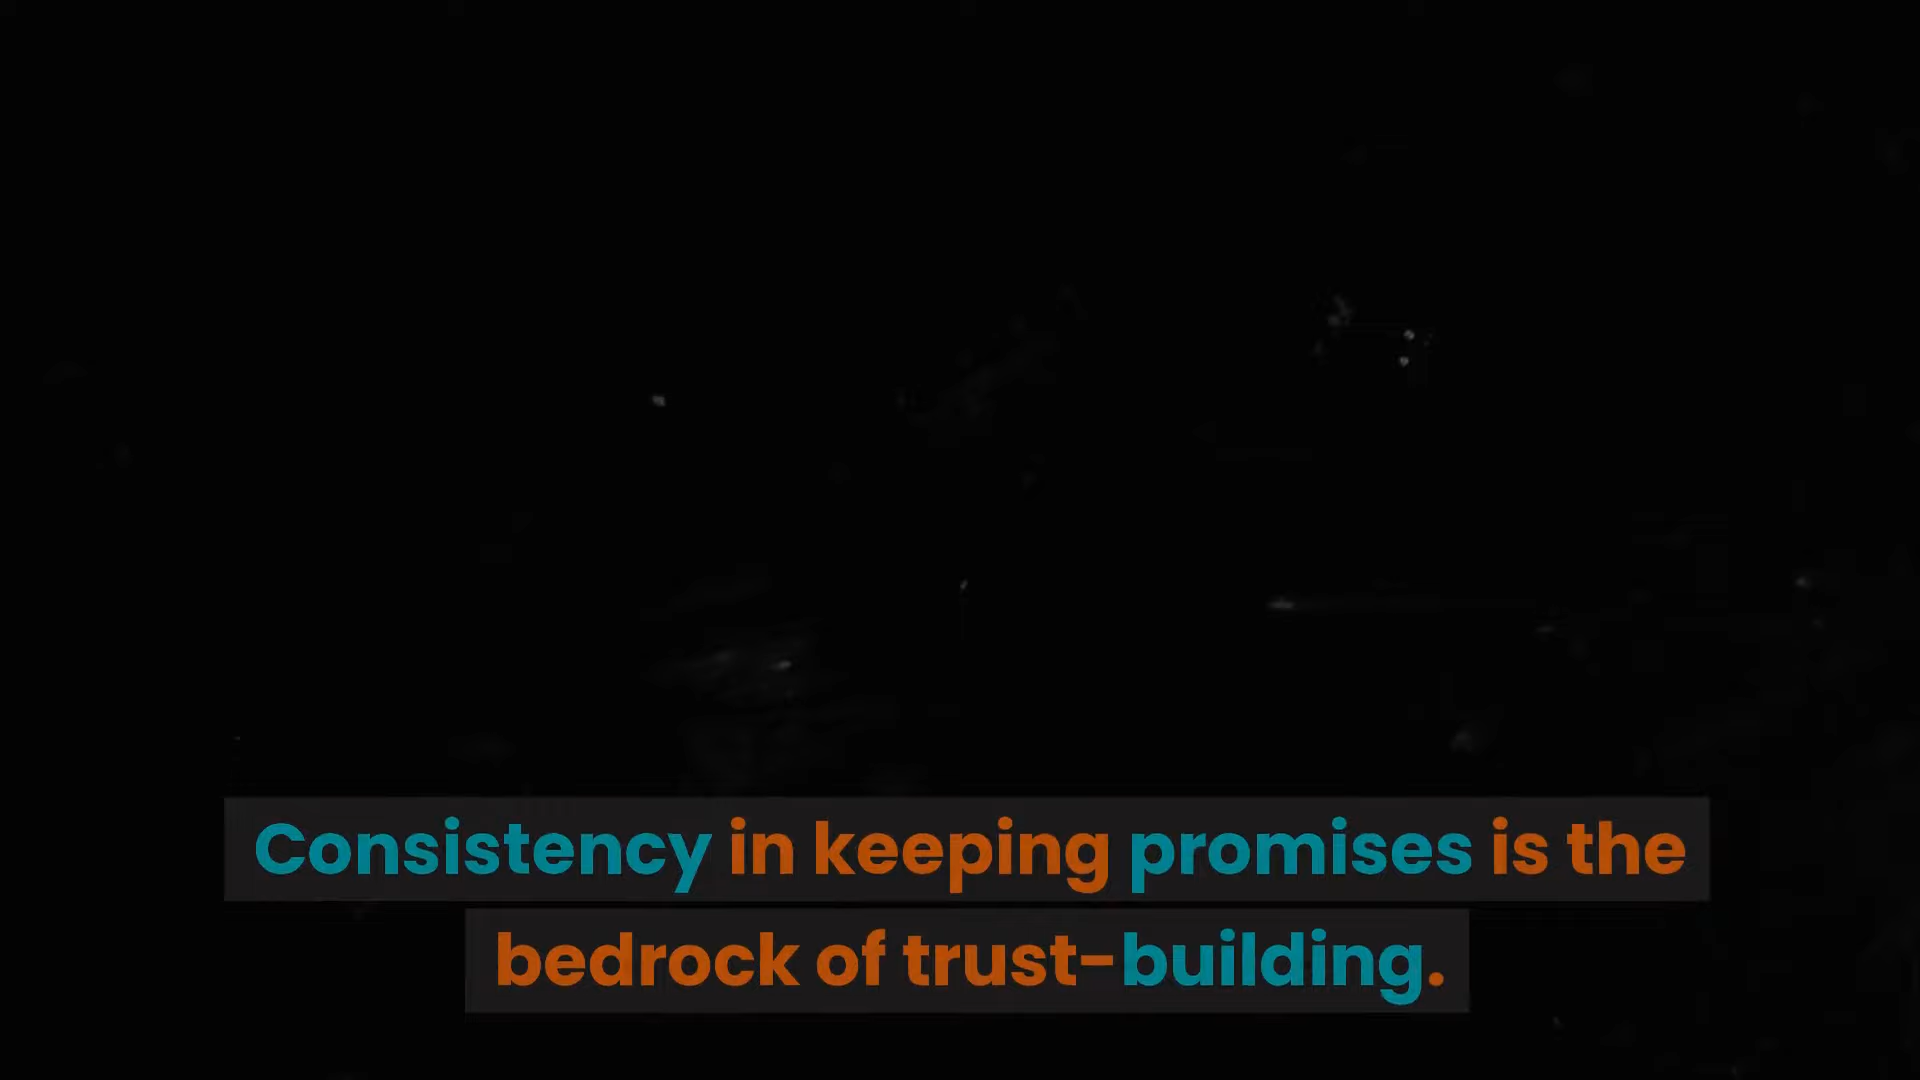 Consistency in keeping promises is the
bedrock of trust-building.